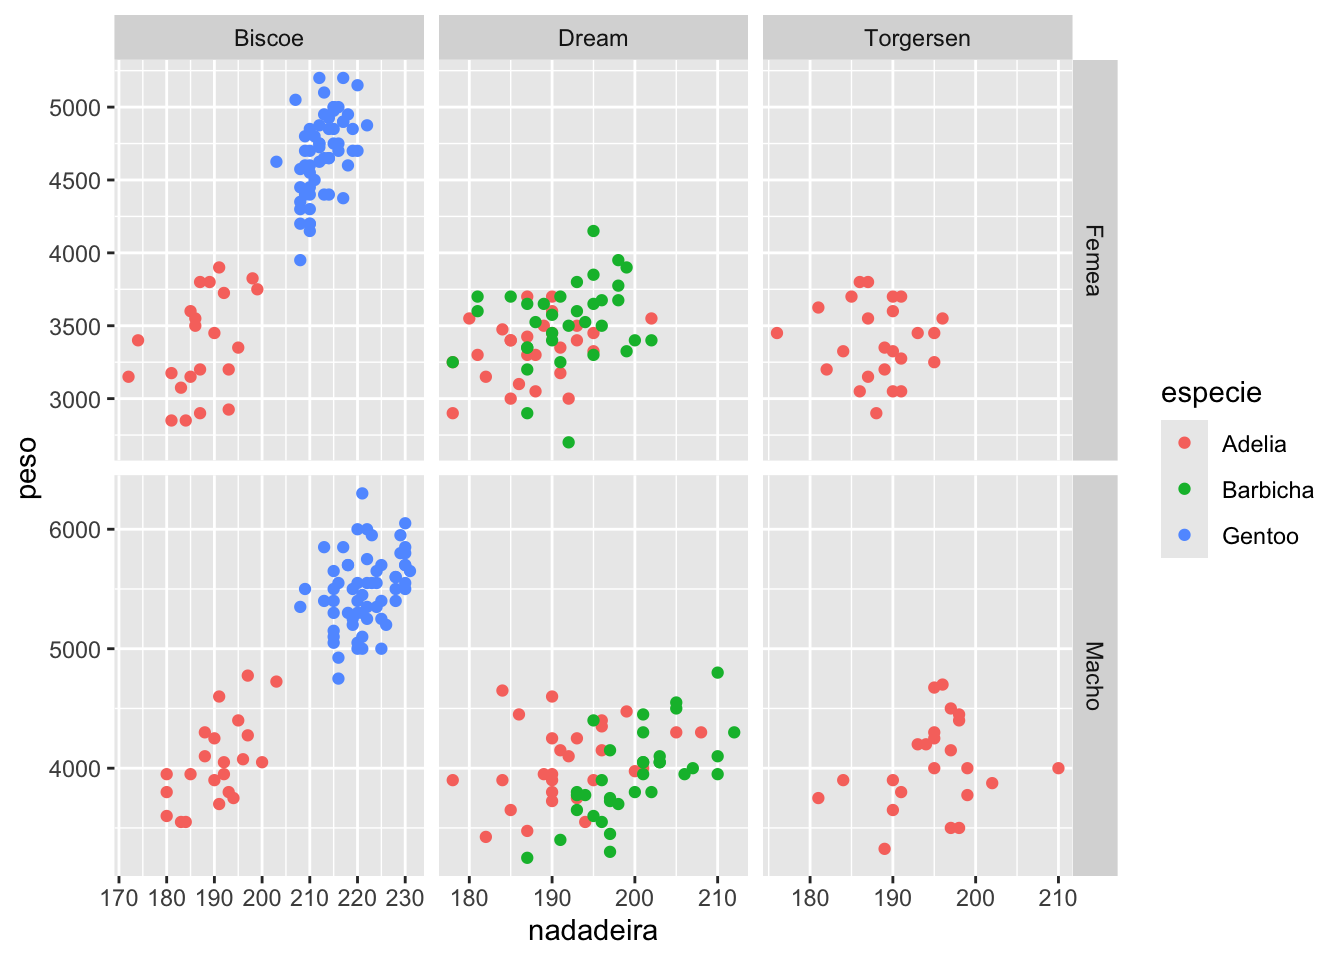 Biscoe Dream Torgersen
5000
4500
4000
3500
3000
Femea
6000
5000
4000
Macho
peso
170 180 190 200 210 220 230 180 190 200 210 180 190 200 210
nadadeira
especie
Adelia
Barbicha
Gentoo